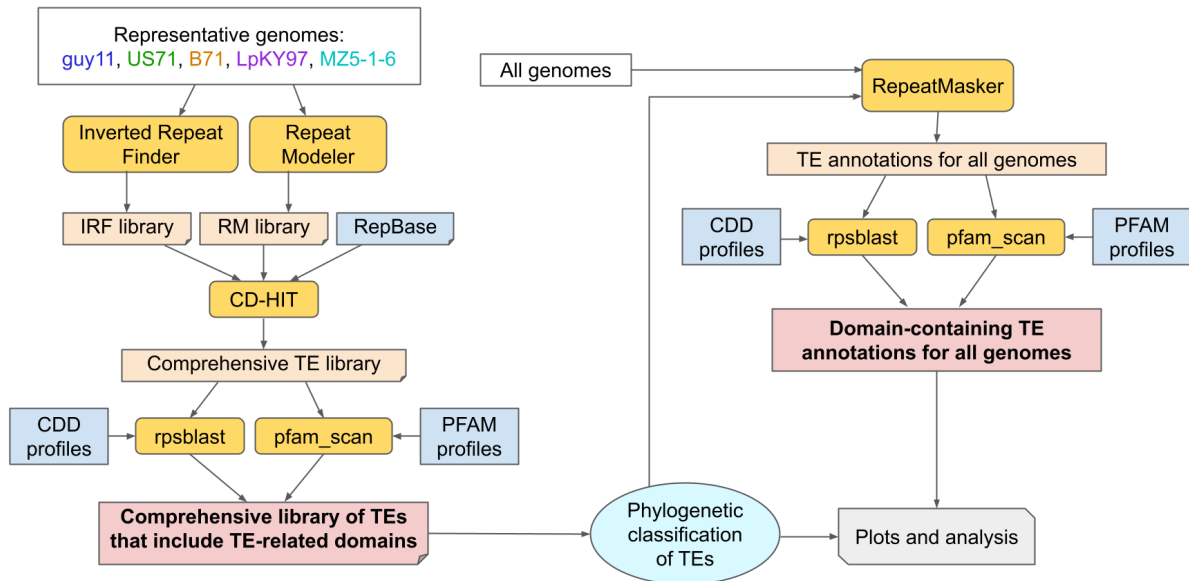 Representative genomes:
guy11, US71, B71, LpKY97, MZ5-1-6
Inverted Repeat
Finder
Repeat
Modeler
IRF library
RM library
RepBase
CD-HIT
Comprehensive TE library
CDD
profiles
rpsblast
pfam_scan
PFAM
profiles
Comprehensive library of TEs
that include TE-related domains
Phylogenetic
classification
of TEs
All genomes
RepeatMasker
TE annotations for all genomes
CDD
profiles
rpsblast
pfam_scan
PFAM
profiles
Domain-containing TE
annotations for all genomes
Plots and analysis